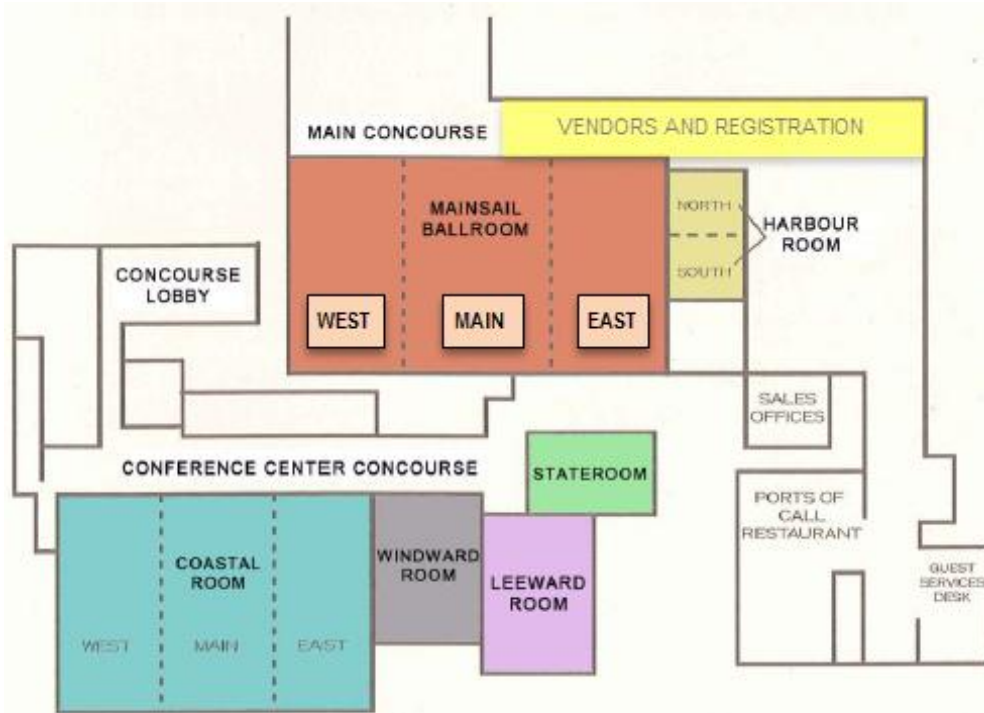 VENDORS AND REGISTRATION
MAIN CONCOURSE
MAINSAIL
BALLROOM
NORTH
SOUTH
HARBOUR
ROOM
CONCOURSE
LOBBY
WEST
MAIN
EAST
SALES
OFFICES
CONFERENCE CENTER CONCOURSE
STATEROOM
PORTS OF
CALL
RESTAURANT
COASTAL
ROOM
WINDWARD
ROOM
LEEWARD
ROOM
GUEST
SERVICES
DESK
WEST
MAIN
EAST